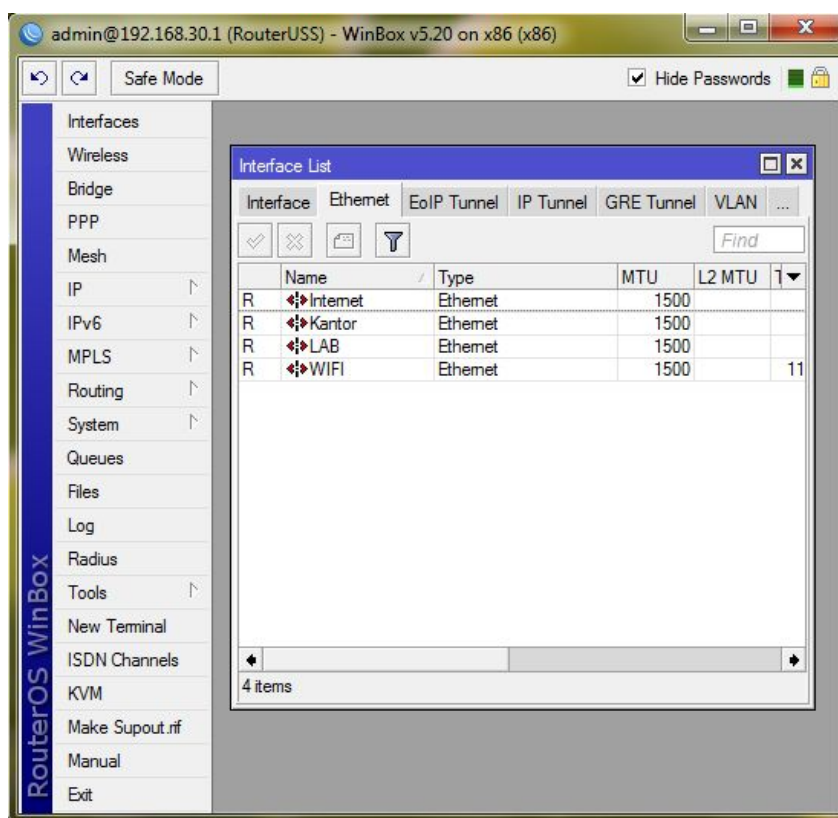 admin@192.168.30.1 (RouterUSS) - WinBox v5.20 on x86 (x86)
Safe Mode
Hide Passwords
Interfaces
Wireless
Bridge
PPP
Mesh
IP
IPv6
MPLS
Routing
System
Queues
Files
Log
Radius
Tools
New Terminal
ISDN Channels
KVM
Make Supout.rif
Manual
Exit
RouterOS WinBox
Interface List
Interface Ethernet EoIP Tunnel IP Tunnel GRE Tunnel VLAN ...
Find
Name Type MTU L2 MTU
R Internet Ethernet 1500
R Kantor Ethernet 1500
R LAB Ethernet 1500
R WIFI Ethernet 1500 11
4 items